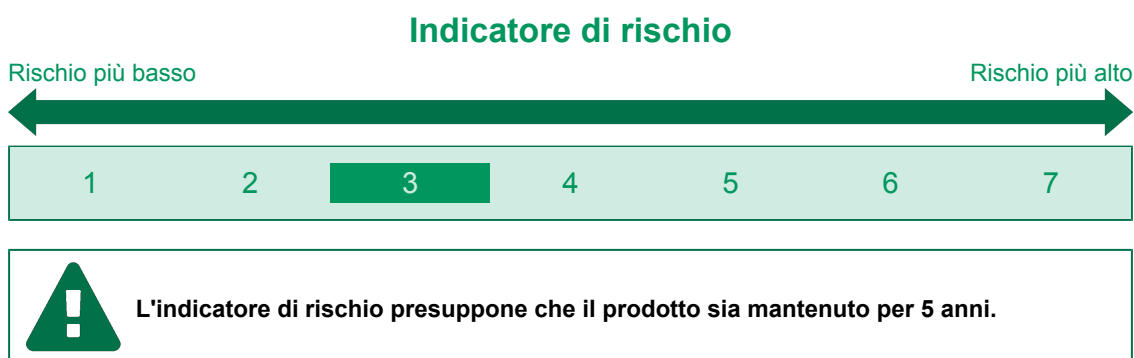 Indicatore di rischio
Rischio più basso Rischio più alto
1 2 3 4 5 6 7
L'indicatore di rischio presuppone che il prodotto sia mantenuto per 5 anni.